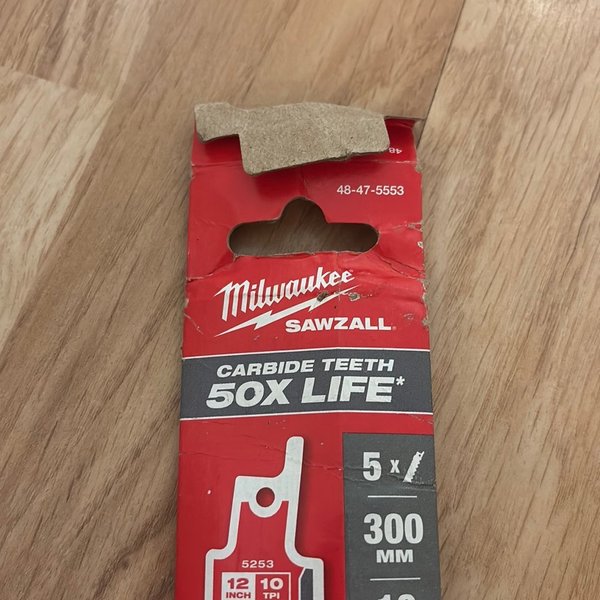 48-47-5553
Milwaukee
SAWZALL
CARBIDE TEETH
50X LIFE*
5 x
300
MM
5253
12 10
INCH TPI